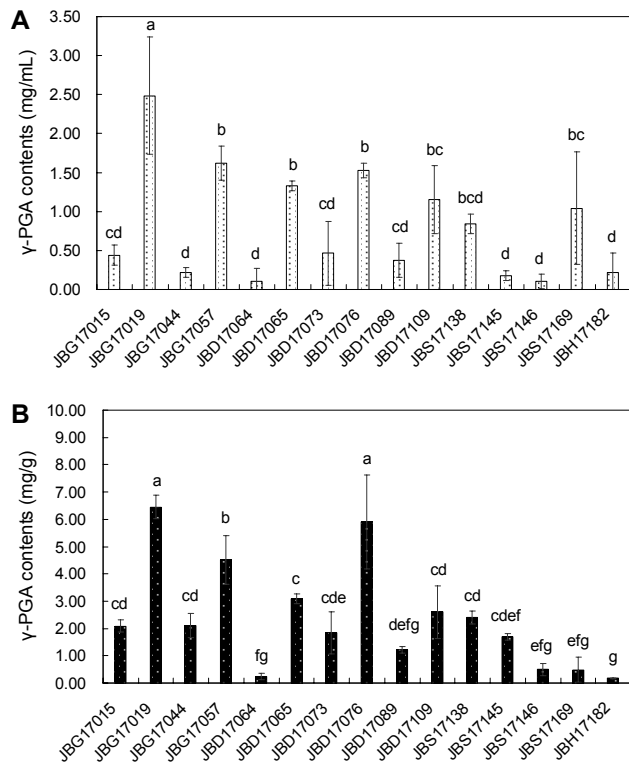 A
γ-PGA contents (mg/mL)
3.50
3.00
2.50
2.00
1.50
1.00
0.50
0.00
cd
a
d
b
d
b
cd
b
cd
bc
bcd
d
d
bc
d
JBG17015
JBG17019
JBG17044
JBG17057
JBD17064
JBD17065
JBD17073
JBD17076
JBD17089
JBD17109
JBS17138
JBS17145
JBS17146
JBS17169
JBH17182
B
γ-PGA contents (mg/g)
10.00
9.00
8.00
7.00
6.00
5.00
4.00
3.00
2.00
1.00
0.00
cd
a
cd
b
fg
c
cde
a
defg
cd
cd
cdef
efg
efg
g
JBG17015
JBG17019
JBG17044
JBG17057
JBD17064
JBD17065
JBD17073
JBD17076
JBD17089
JBD17109
JBS17138
JBS17145
JBS17146
JBS17169
JBH17182